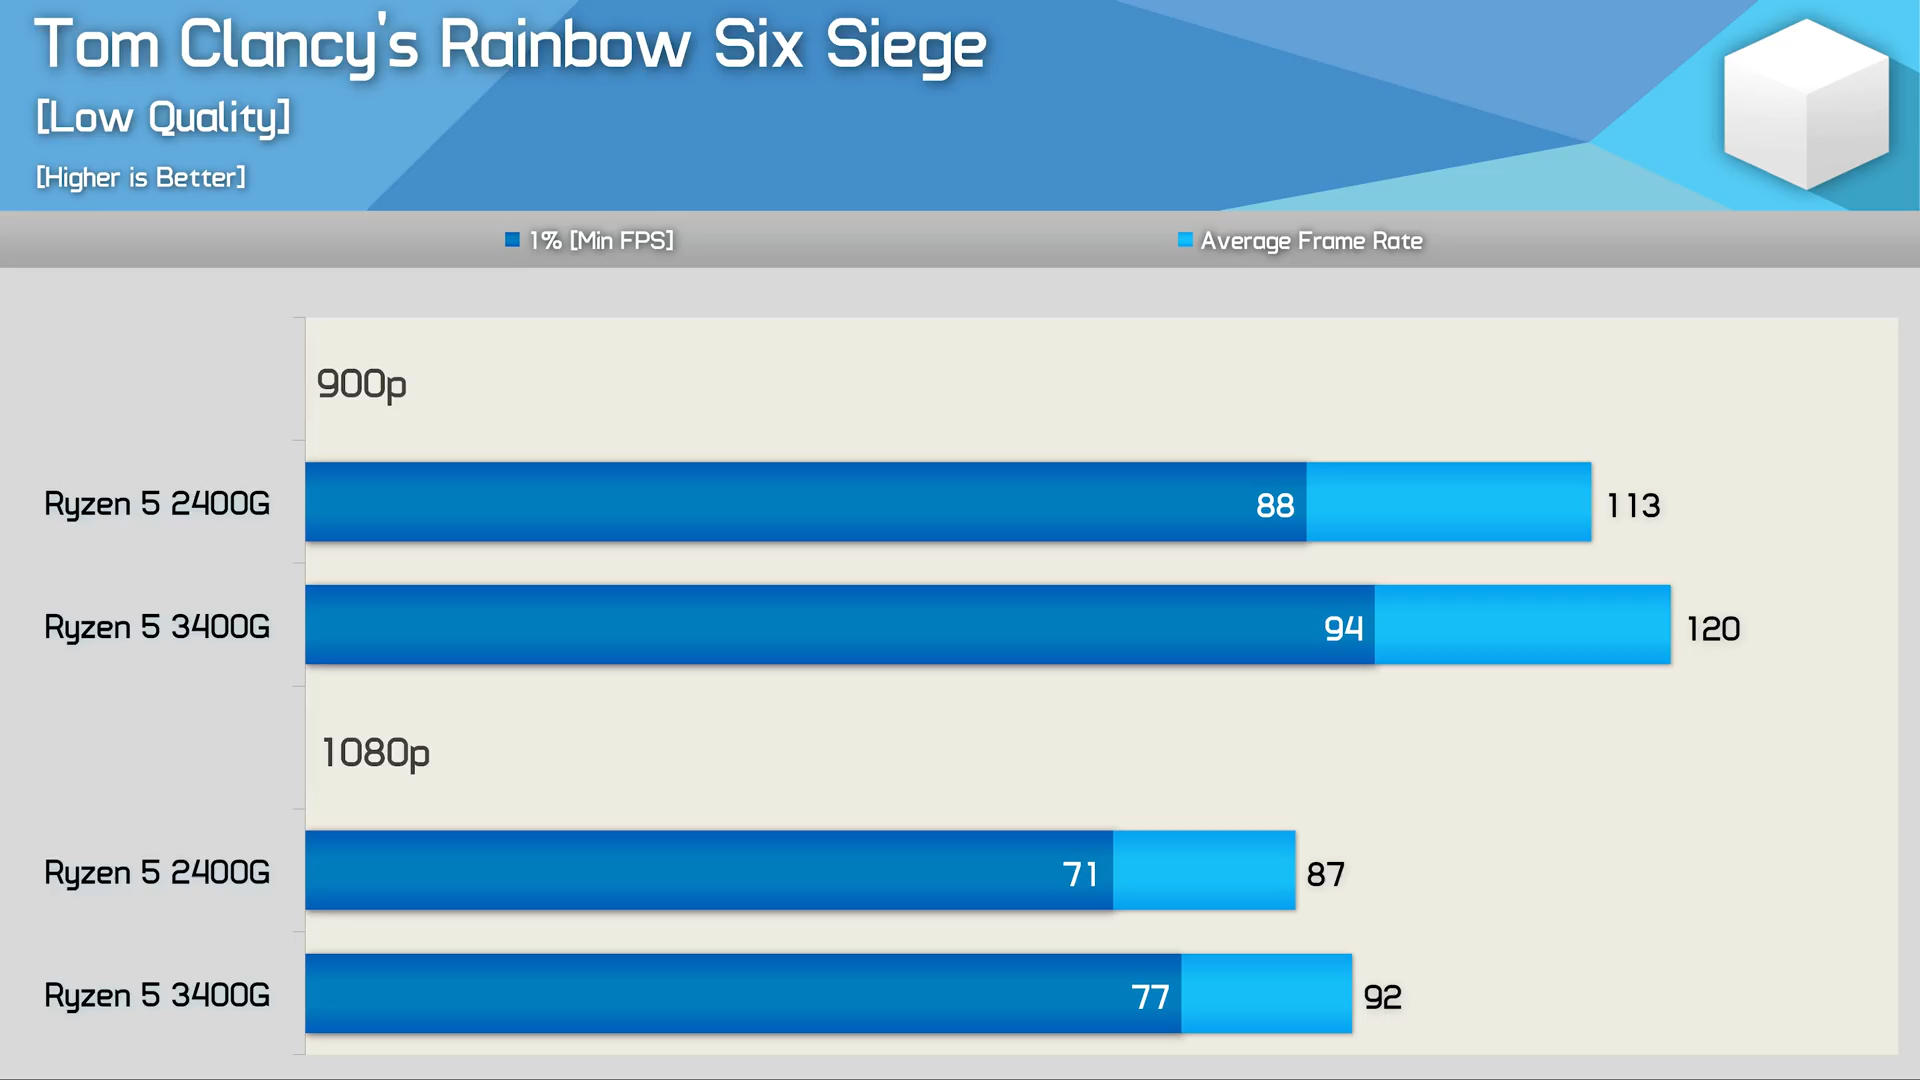 Tom Clancy's Rainbow Six Siege
[Low Quality]
[Higher is Better]
1% [Min FPS] Average Frame Rate
900p
Ryzen 5 2400G 88 113
Ryzen 5 3400G 94 120
1080p
Ryzen 5 2400G 71 87
Ryzen 5 3400G 77 92